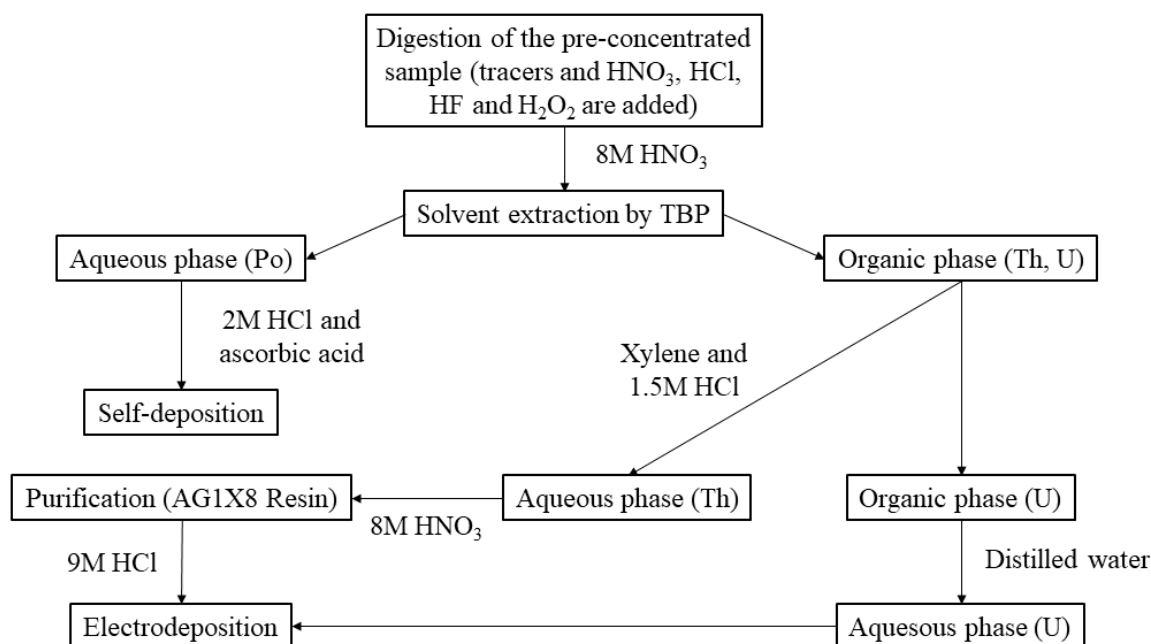 Digestion of the pre-concentrated
sample (tracers and HNO₃, HCl,
HF and H₂O₂ are added)
8M HNO₃
Solvent extraction by TBP
Aqueous phase (Po)
Organic phase (Th, U)
2M HCl and
ascorbic acid
Xylene and
1.5M HCl
Self-deposition
Purification (AG1X8 Resin)
8M HNO₃
Aqueous phase (Th)
Organic phase (U)
9M HCl
Distilled water
Electrodeposition
Aquesous phase (U)